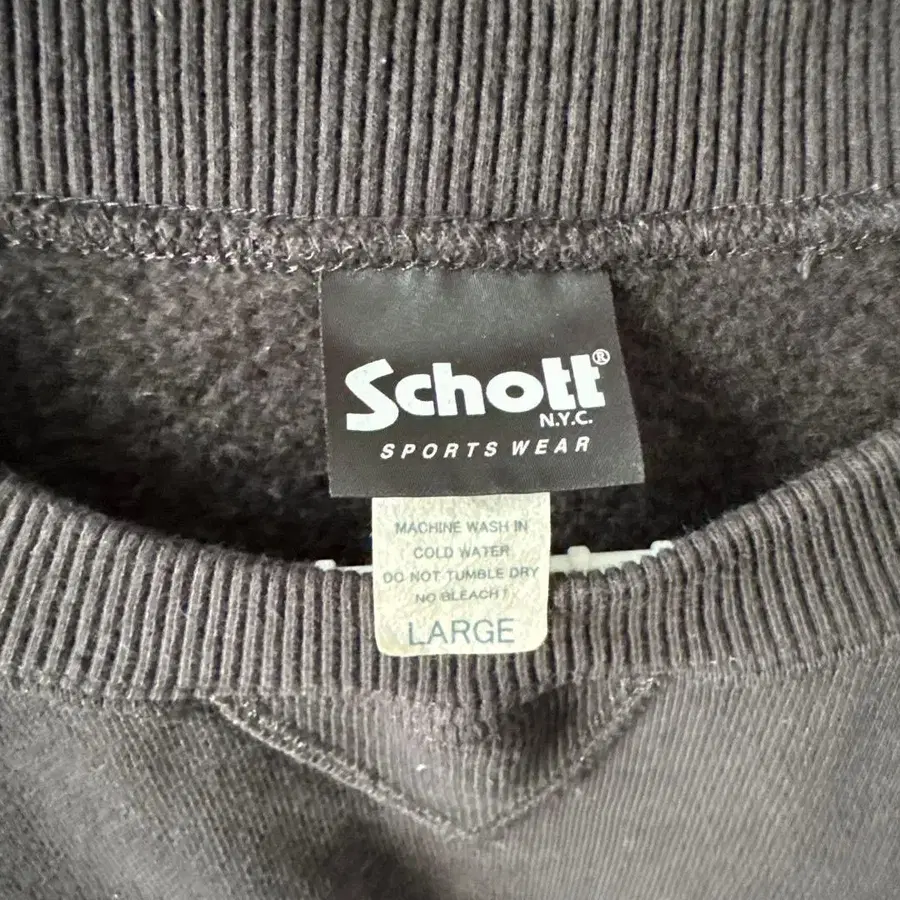 Schott®
N.Y.C.
SPORTS WEAR
MACHINE WASH IN
COLD WATER
DO NOT TUMBLE DRY
NO BLEACH!
LARGE